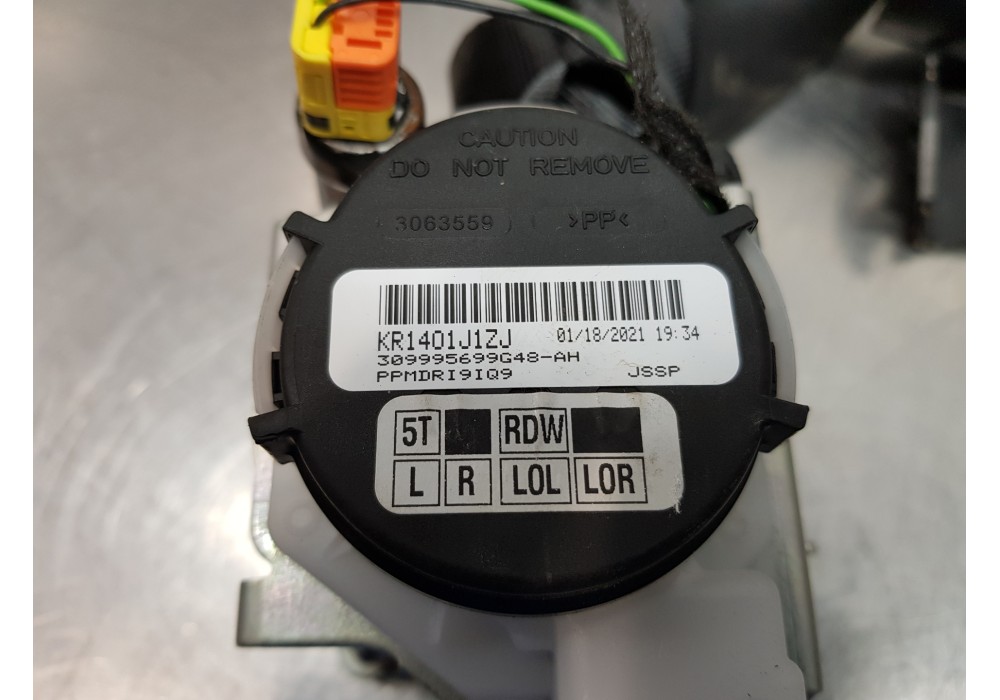 CAUTION
DO NOT REMOVE
3063559 >PP<
KR1401J1ZJ 01/18/2021 19:34
309995699G48-AH
PPMDRI9IQ9 JSSP
5T RDW
L R LOL LOR